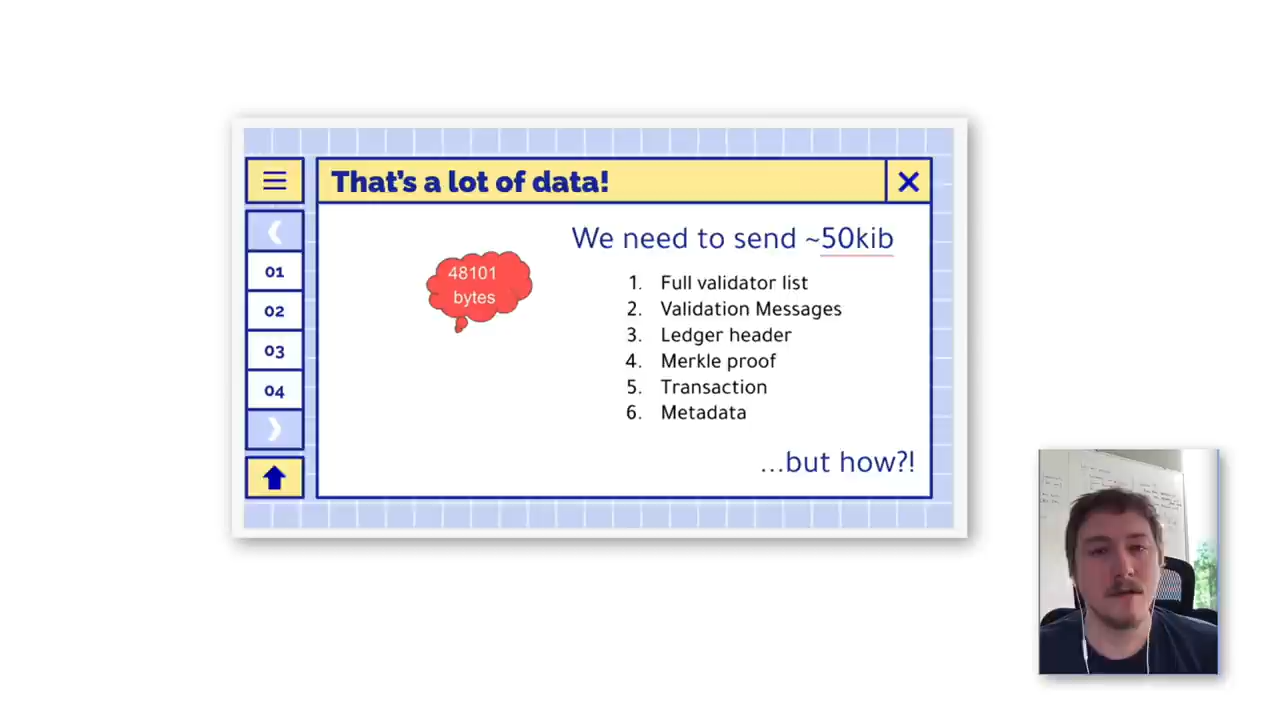 That's a lot of data!
01
02
03
04
48101
bytes
We need to send ~50kib
1. Full validator list
2. Validation Messages
3. Ledger header
4. Merkle proof
5. Transaction
6. Metadata
...but how?!